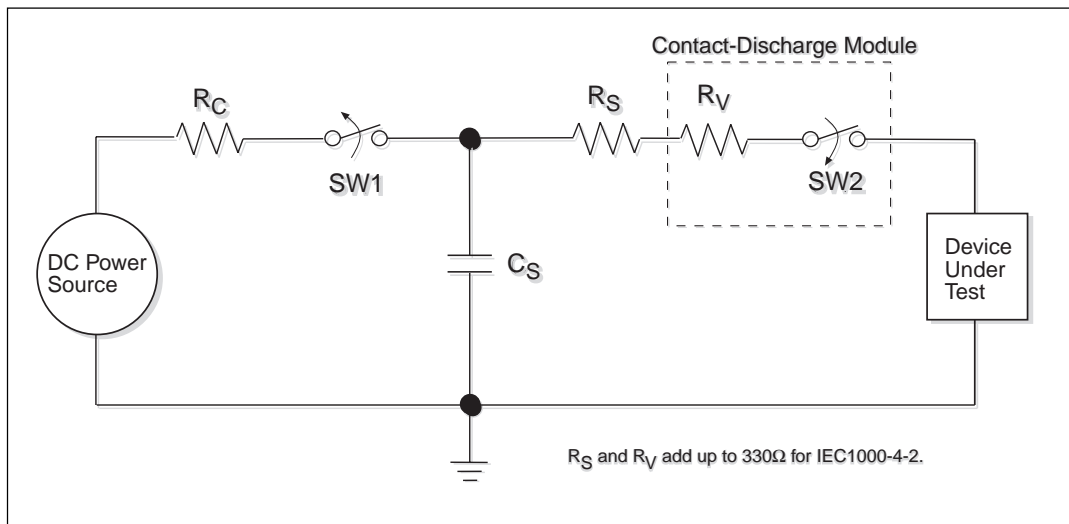 Contact-Discharge Module
RC
RS
RV
SW1
SW2
DC Power
Source
CS
Device
Under
Test
RS and RV add up to 330Ω for IEC1000-4-2.